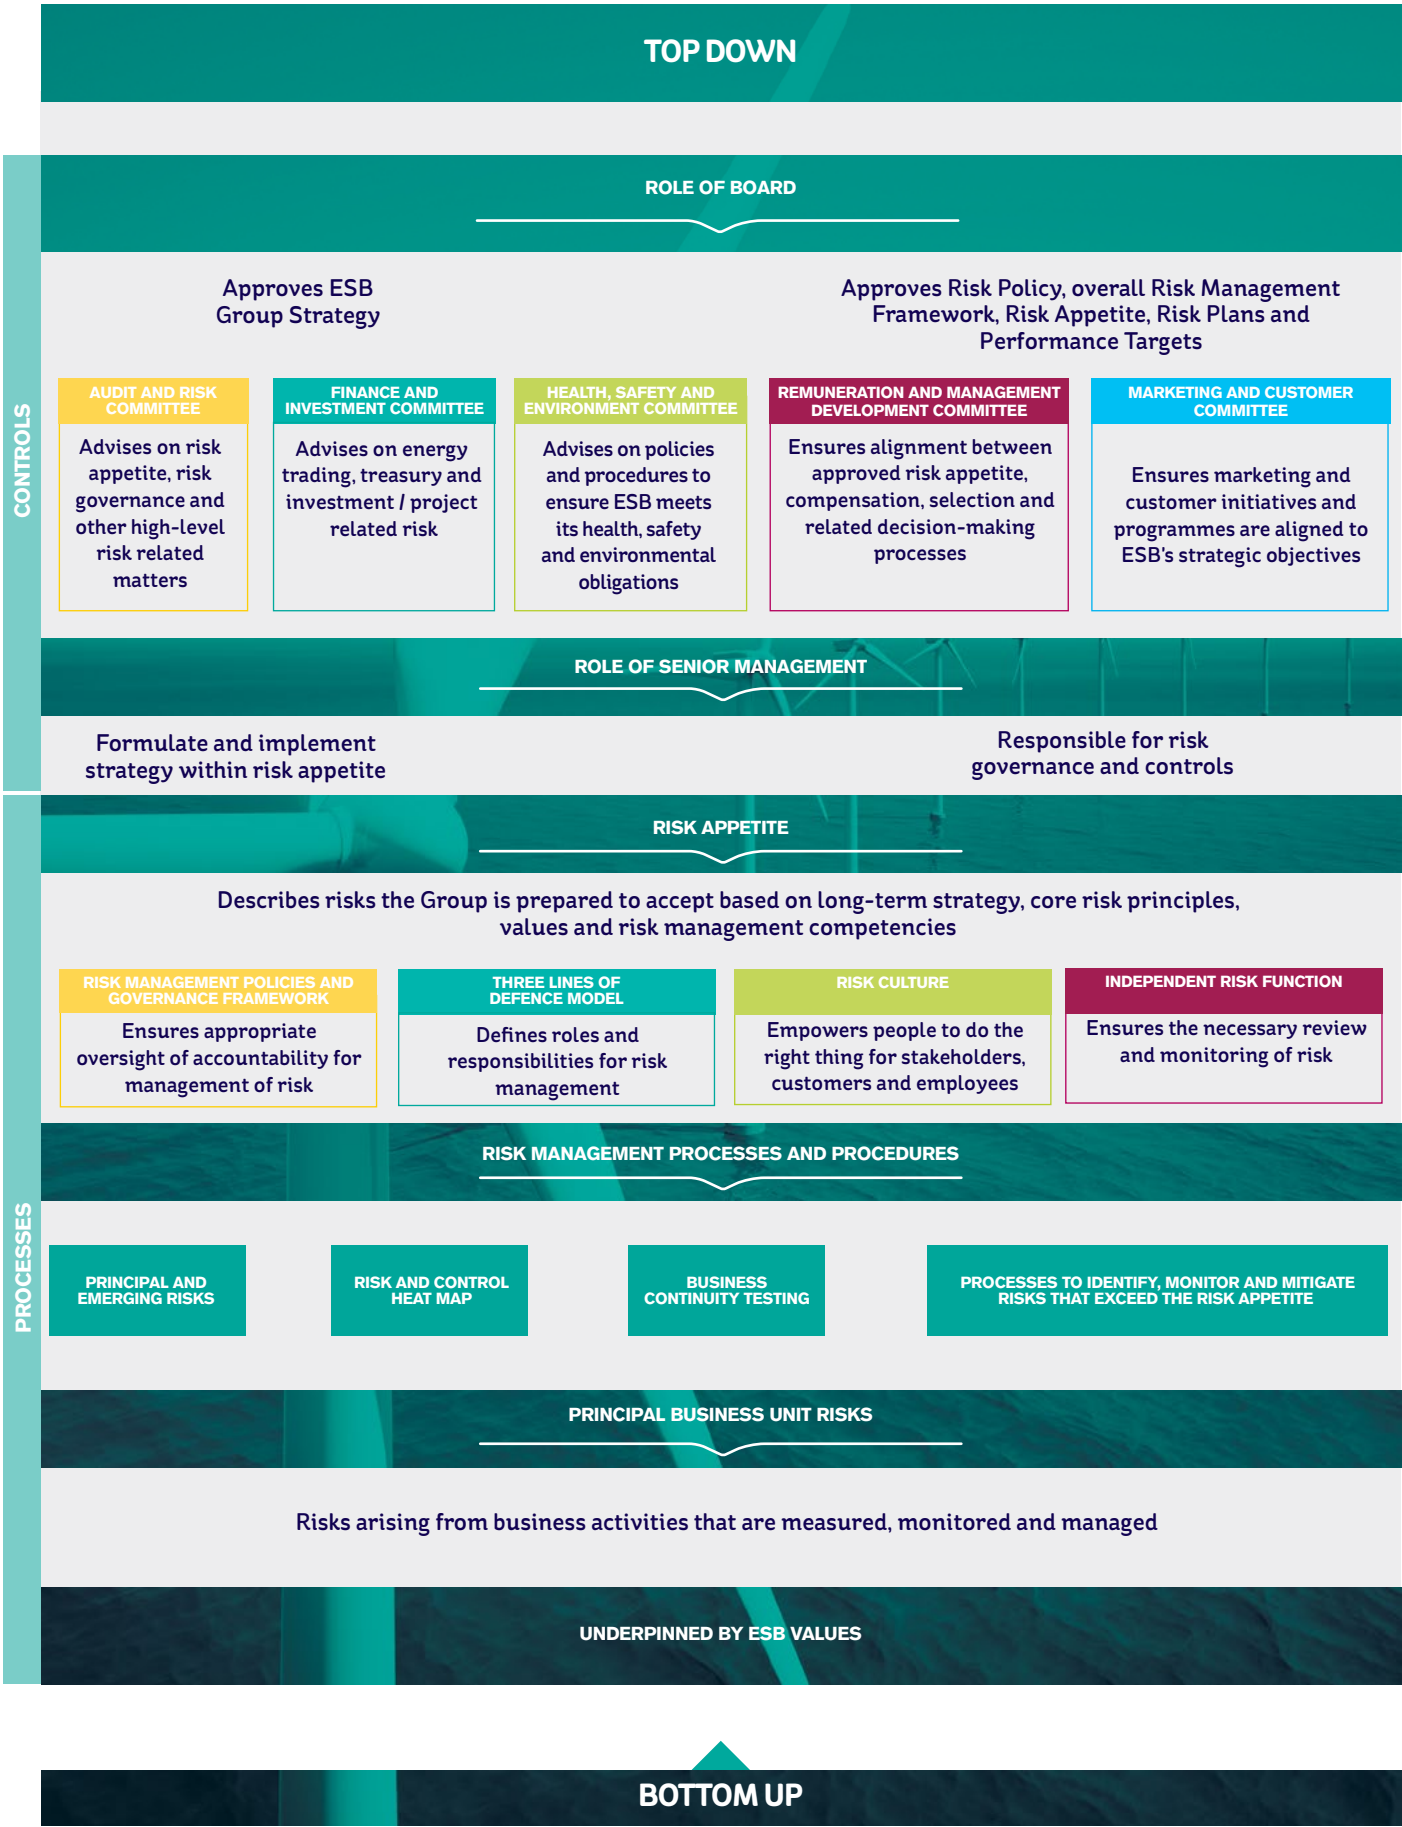 TOP DOWN
CONTROLS
ROLE OF BOARD
Approves ESB
Group Strategy
Approves Risk Policy, overall Risk Management
Framework, Risk Appetite, Risk Plans and
Performance Targets
AUDIT AND RISK
COMMITTEE
Advises on risk
appetite, risk
governance and
other high-level
risk related
matters
FINANCE AND
INVESTMENT COMMITTEE
Advises on energy
trading, treasury and
investment / project
related risk
HEALTH, SAFETY AND
ENVIRONMENT COMMITTEE
Advises on policies
and procedures to
ensure ESB meets
its health, safety
and environmental
obligations
REMUNERATION AND MANAGEMENT
DEVELOPMENT COMMITTEE
Ensures alignment between
approved risk appetite,
compensation, selection and
related decision-making
processes
MARKETING AND CUSTOMER
COMMITTEE
Ensures marketing and
customer initiatives and
programmes are aligned to
ESB's strategic objectives
ROLE OF SENIOR MANAGEMENT
Formulate and implement
strategy within risk appetite
Responsible for risk
governance and controls
PROCESSES
RISK APPETITE
Describes risks the Group is prepared to accept based on long-term strategy, core risk principles,
values and risk management competencies
RISK MANAGEMENT POLICIES AND
GOVERNANCE FRAMEWORK
Ensures appropriate
oversight of accountability for
management of risk
THREE LINES OF
DEFENCE MODEL
Defines roles and
responsibilities for risk
management
RISK CULTURE
Empowers people to do the
right thing for stakeholders,
customers and employees
INDEPENDENT RISK FUNCTION
Ensures the necessary review
and monitoring of risk
RISK MANAGEMENT PROCESSES AND PROCEDURES
PRINCIPAL AND
EMERGING RISKS
RISK AND CONTROL
HEAT MAP
BUSINESS
CONTINUITY TESTING
PROCESSES TO IDENTIFY, MONITOR AND MITIGATE
RISKS THAT EXCEED THE RISK APPETITE
PRINCIPAL BUSINESS UNIT RISKS
Risks arising from business activities that are measured, monitored and managed
UNDERPINNED BY ESB VALUES
BOTTOM UP